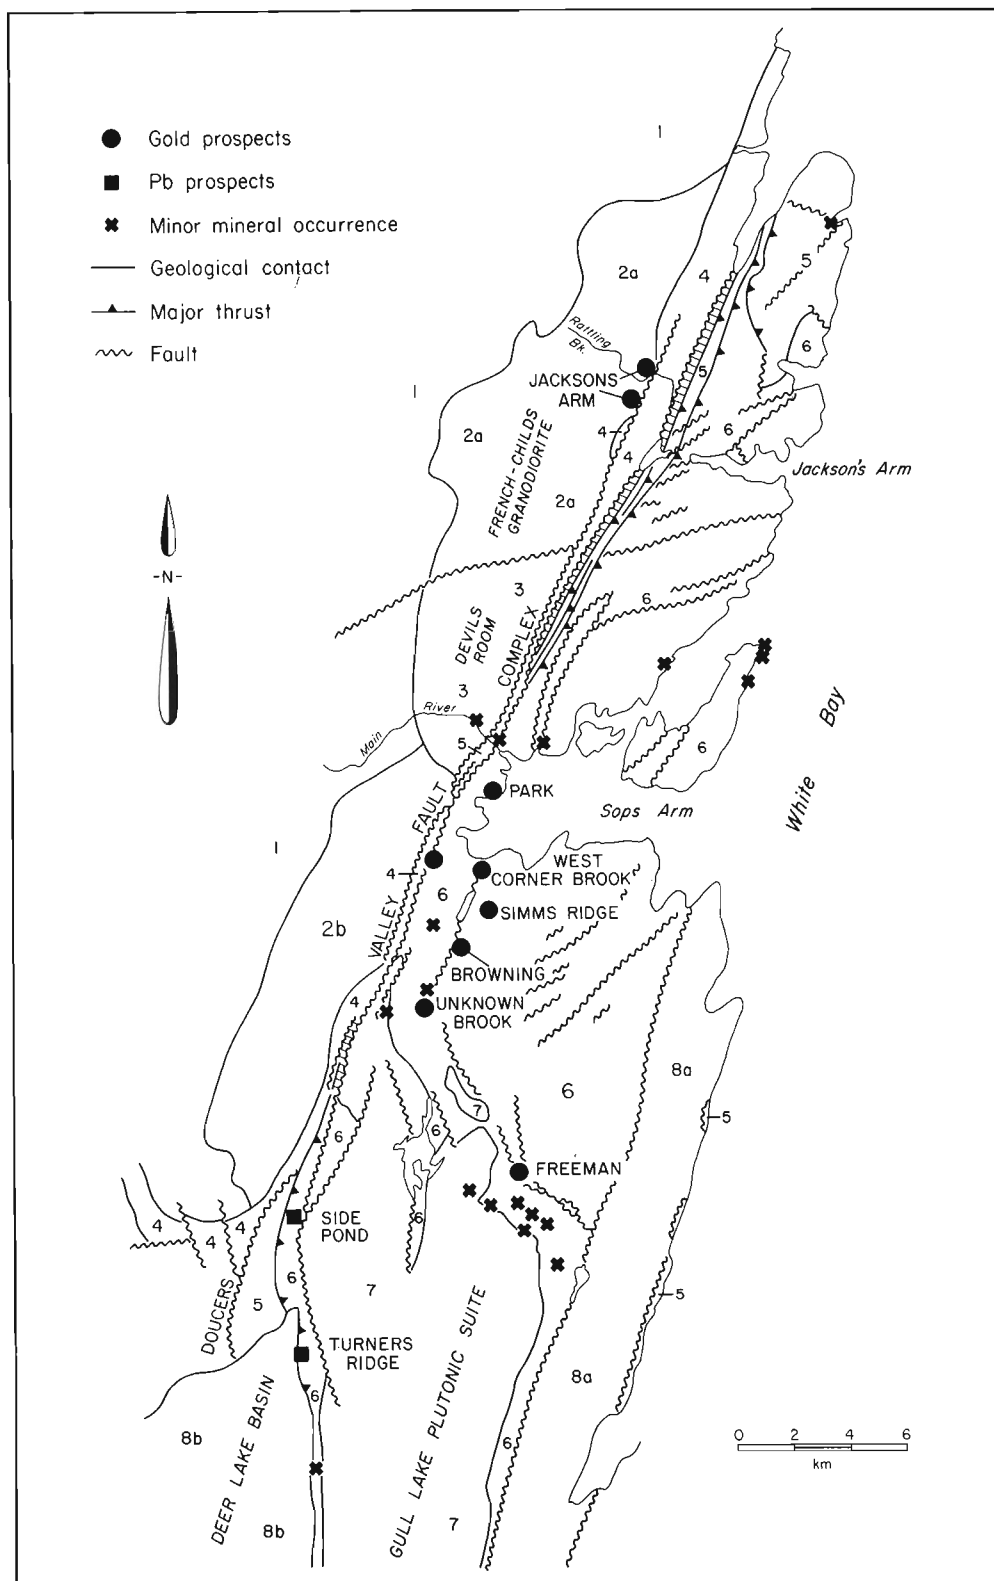 Gold prospects
Pb prospects
Minor mineral occurrence
Geological contact
Major thrust
Fault
1
2a
4
5
6
Rattling
Bk.
JACKSONS
ARM
5
1
2a
4
4
6
Jackson's Arm
FRENCH-CHILDS
GRANODIORITE
2a
-N-
3
6
DEVILS
ROOM
COMPLEX
3
River
Main
5
6
Bay
White
PARK
Sops Arm
FAULT
1
4
6
WEST
CORNER BROOK
SIMMS RIDGE
2b
VALLEY
BROWNING
4
UNKNOWN
BROOK
8a
6
7
5
6
6
FREEMAN
4
4
4
SIDE
POND
6
DOUCERS
5
6
7
5
TURNERS
RIDGE
GULL LAKE PLUTONIC SUITE
8a
6
DEER LAKE BASIN
8b
6
0 2 4 6
km
8b
7